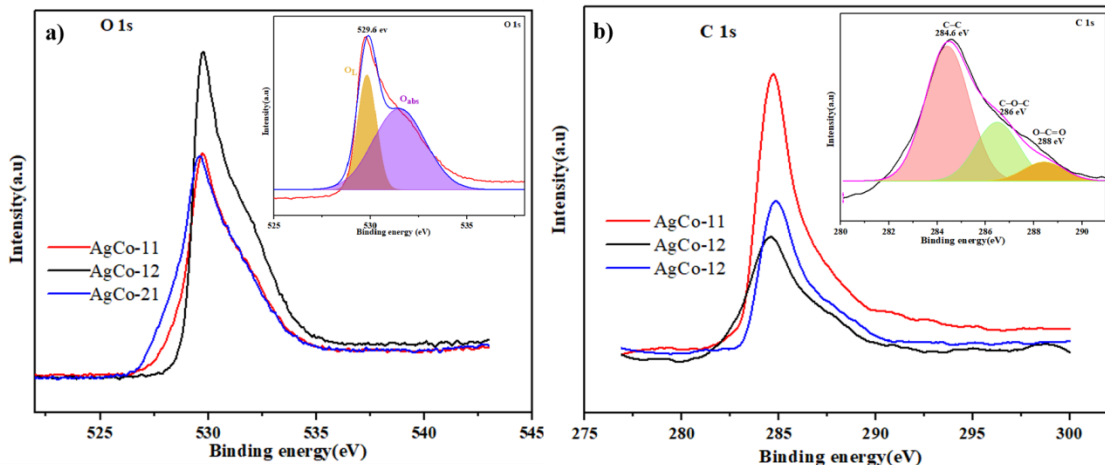 a)
O 1s
Intensity(a.u)
AgCo-11
AgCo-12
AgCo-21
525
530
535
540
545
Binding energy(eV)
O 1s
529.6 ev
O_L
O_abs
Intensity(a.u)
525
530
535
Binding energy (eV)
b)
C 1s
Intensity(a.u)
AgCo-11
AgCo-12
AgCo-12
275
280
285
290
295
300
Binding energy(eV)
C 1s
C–C
284.6 eV
C–O–C
286 eV
O–C=O
288 eV
Intensity(a.u)
280
282
284
286
288
290
Binding energy(eV)